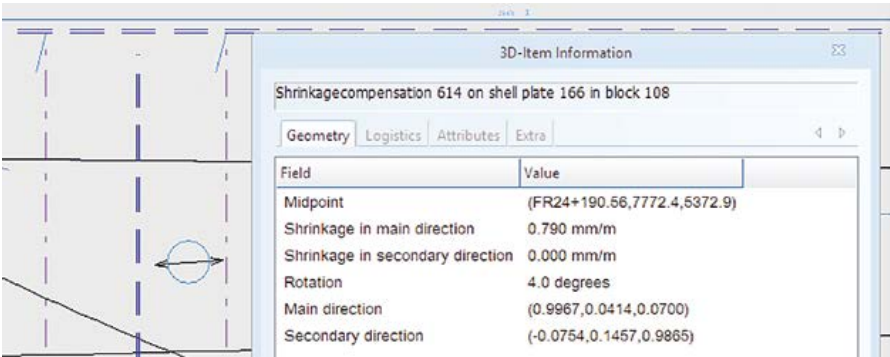 3D-Item Information
Shrinkagecompensation 614 on shell plate 166 in block 108
Geometry Logistics Attributes Extra
Field Value
Midpoint (FR24+190.56,7772.4,5372.9)
Shrinkage in main direction 0.790 mm/m
Shrinkage in secondary direction 0.000 mm/m
Rotation 4.0 degrees
Main direction (0.9967,0.0414,0.0700)
Secondary direction (-0.0754,0.1457,0.9865)